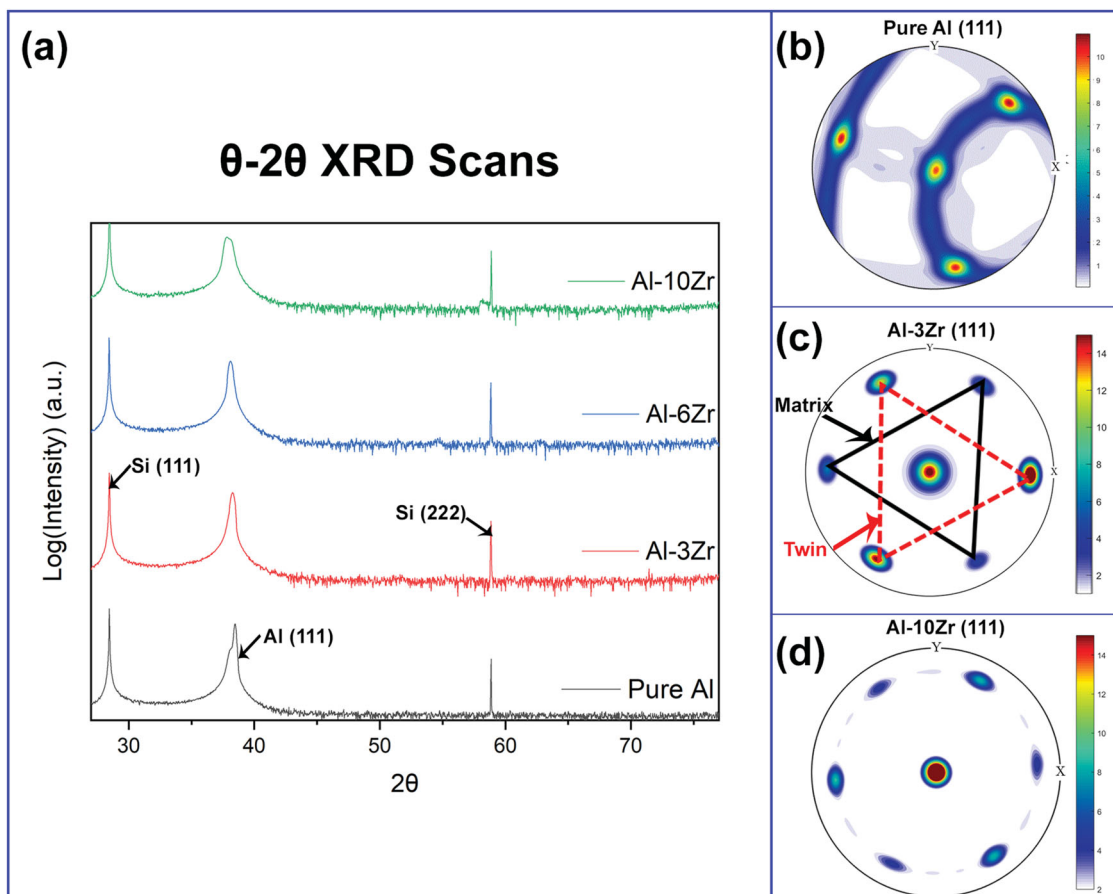 (a)
θ-2θ XRD Scans
Al-10Zr
Al-6Zr
Si (111)
Si (222)
Al-3Zr
Al (111)
Pure Al
Log(Intensity) (a.u.)
30 40 50 60 70
2θ
(b)
Pure Al (111)
Y
X
10
9
8
7
6
5
4
3
2
1
(c)
Al-3Zr (111)
Y
Matrix
X
Twin
14
12
10
8
6
4
2
(d)
Al-10Zr (111)
Y
X
14
12
10
8
6
4
2